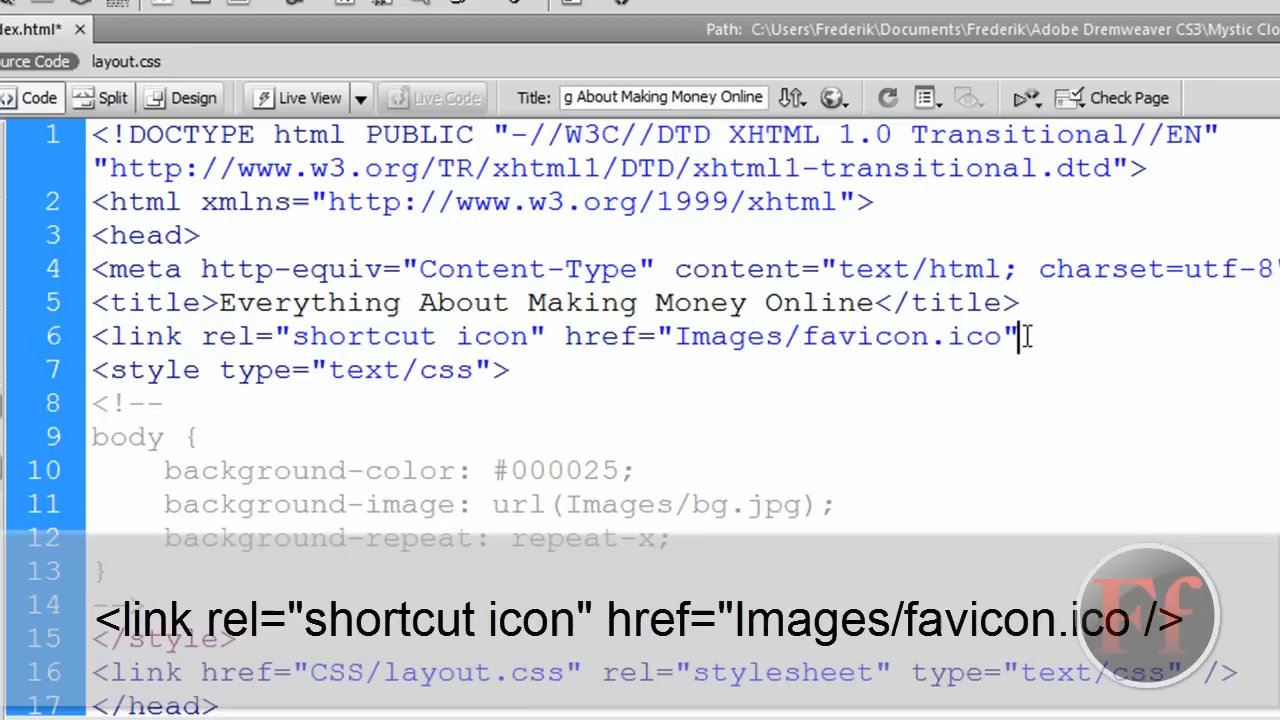 dex.html* ×
Path: C:\Users\Frederik\Documents\Frederik\Adobe Dremweaver CS3\Mystic Clo
urce Code layout.css
Code Split Design Live View Live Code Title: g About Making Money Online Check Page
1 <!DOCTYPE html PUBLIC "-//W3C//DTD XHTML 1.0 Transitional//EN"
"http://www.w3.org/TR/xhtml1/DTD/xhtml1-transitional.dtd">
2 <html xmlns="http://www.w3.org/1999/xhtml">
3 <head>
4 <meta http-equiv="Content-Type" content="text/html; charset=utf-8"
5 <title>Everything About Making Money Online</title>
6 <link rel="shortcut icon" href="Images/favicon.ico"
7 <style type="text/css">
8 <!--
9 body {
10 background-color: #000025;
11 background-image: url(Images/bg.jpg);
12 background-repeat: repeat-x;
13 }
14 -->
<link rel="shortcut icon" href="Images/favicon.ico />
Ff
15 </style>
16 <link href="CSS/layout.css" rel="stylesheet" type="text/css" />
17 </head>